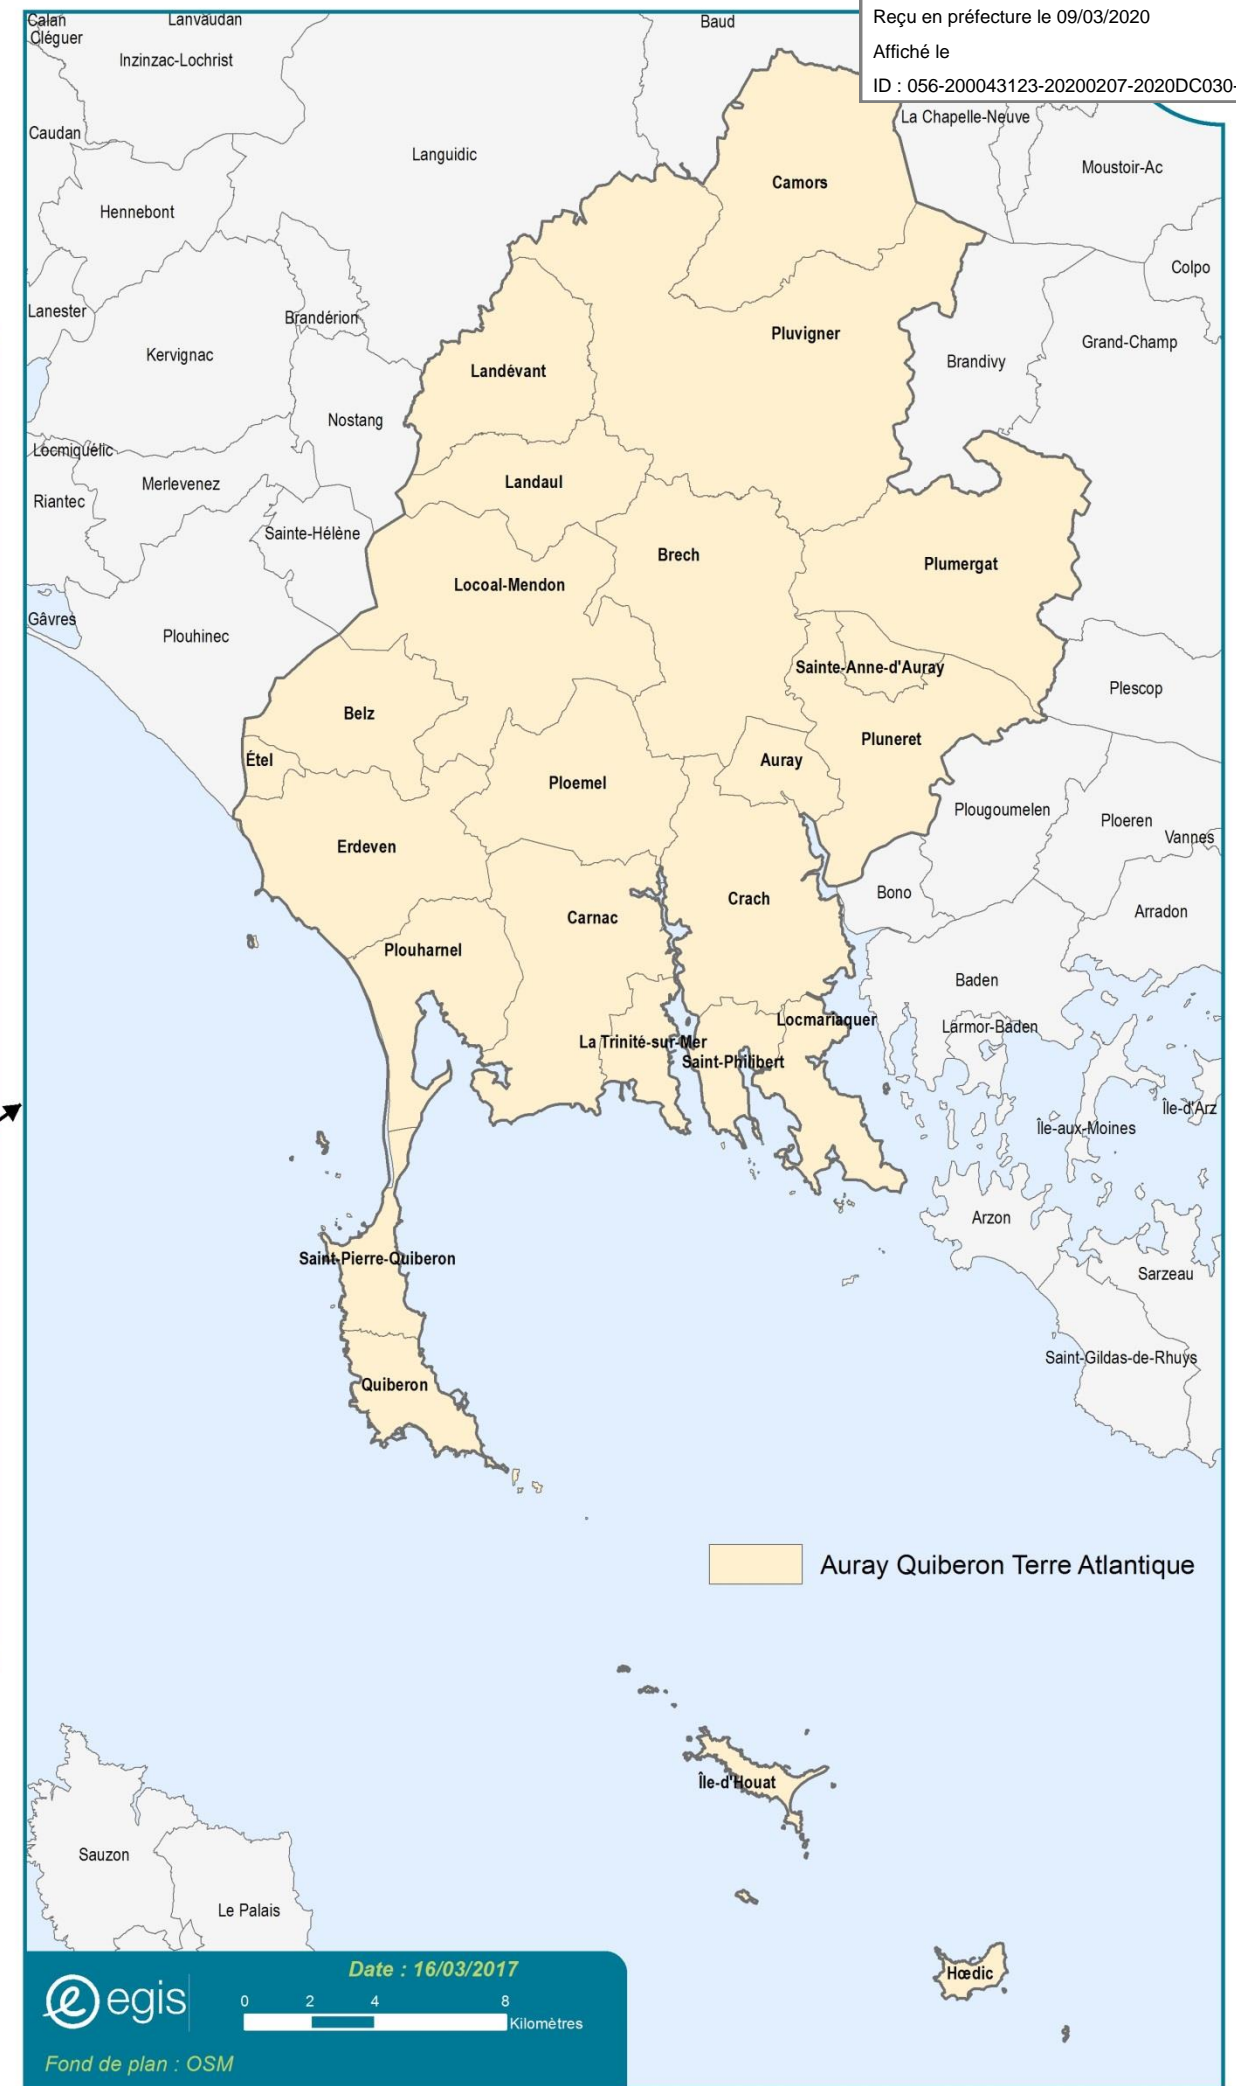 Reçu en préfecture le 09/03/2020
Affiché le
ID : 056-200043123-20200207-2020DC030-
Calan
Lanvaudan
Baud
Cléguer
Inzinzac-Lochrist
La Chapelle-Neuve
Caudan
Languidic
Moustoir-Ac
Camors
Hennebont
Colpo
Lanester
Brandérion
Pluvigner
Grand-Champ
Kervignac
Brandivy
Landévant
Nostang
Locmiquélic
Merlevenez
Landaul
Riantec
Sainte-Hélène
Brech
Plumergat
Locoal-Mendon
Gâvres
Plouhinec
Sainte-Anne-d'Auray
Plescop
Belz
Pluneret
Étel
Auray
Ploemel
Plougoumelen
Ploeren
Vannes
Erdeven
Bono
Crach
Arradon
Carnac
Plouharnel
Baden
Locmariaquer
Larmor-Baden
La Trinité-sur-Mer
Saint-Philibert
Île-d'Arz
Île-aux-Moines
Arzon
Saint-Pierre-Quiberon
Sarzeau
Saint-Gildas-de-Rhuys
Quiberon
Auray Quiberon Terre Atlantique
Île-d'Houat
Sauzon
Le Palais
Hœdic
Date : 16/03/2017
egis
0 2 4 8
Kilomètres
Fond de plan : OSM